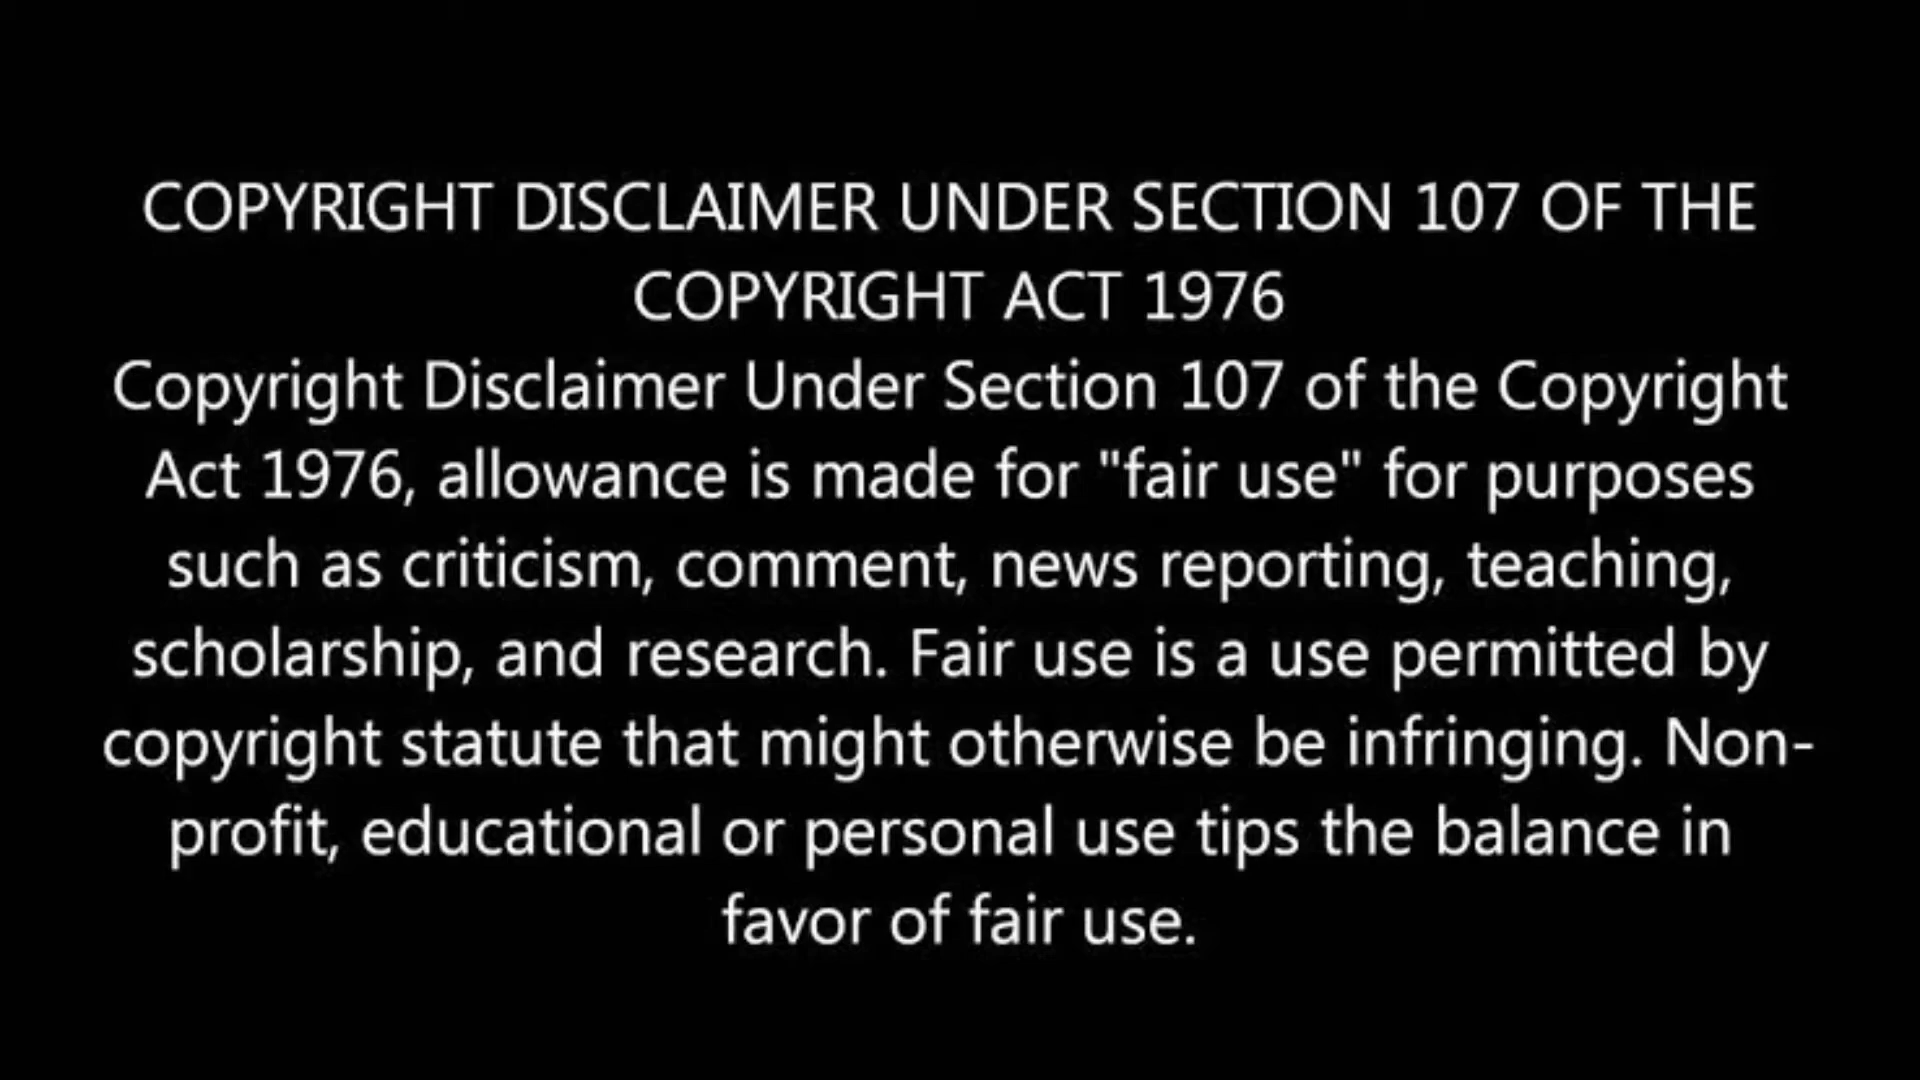 COPYRIGHT DISCLAIMER UNDER SECTION 107 OF THE
COPYRIGHT ACT 1976
Copyright Disclaimer Under Section 107 of the Copyright
Act 1976, allowance is made for "fair use" for purposes
such as criticism, comment, news reporting, teaching,
scholarship, and research. Fair use is a use permitted by
copyright statute that might otherwise be infringing. Non-
profit, educational or personal use tips the balance in
favor of fair use.